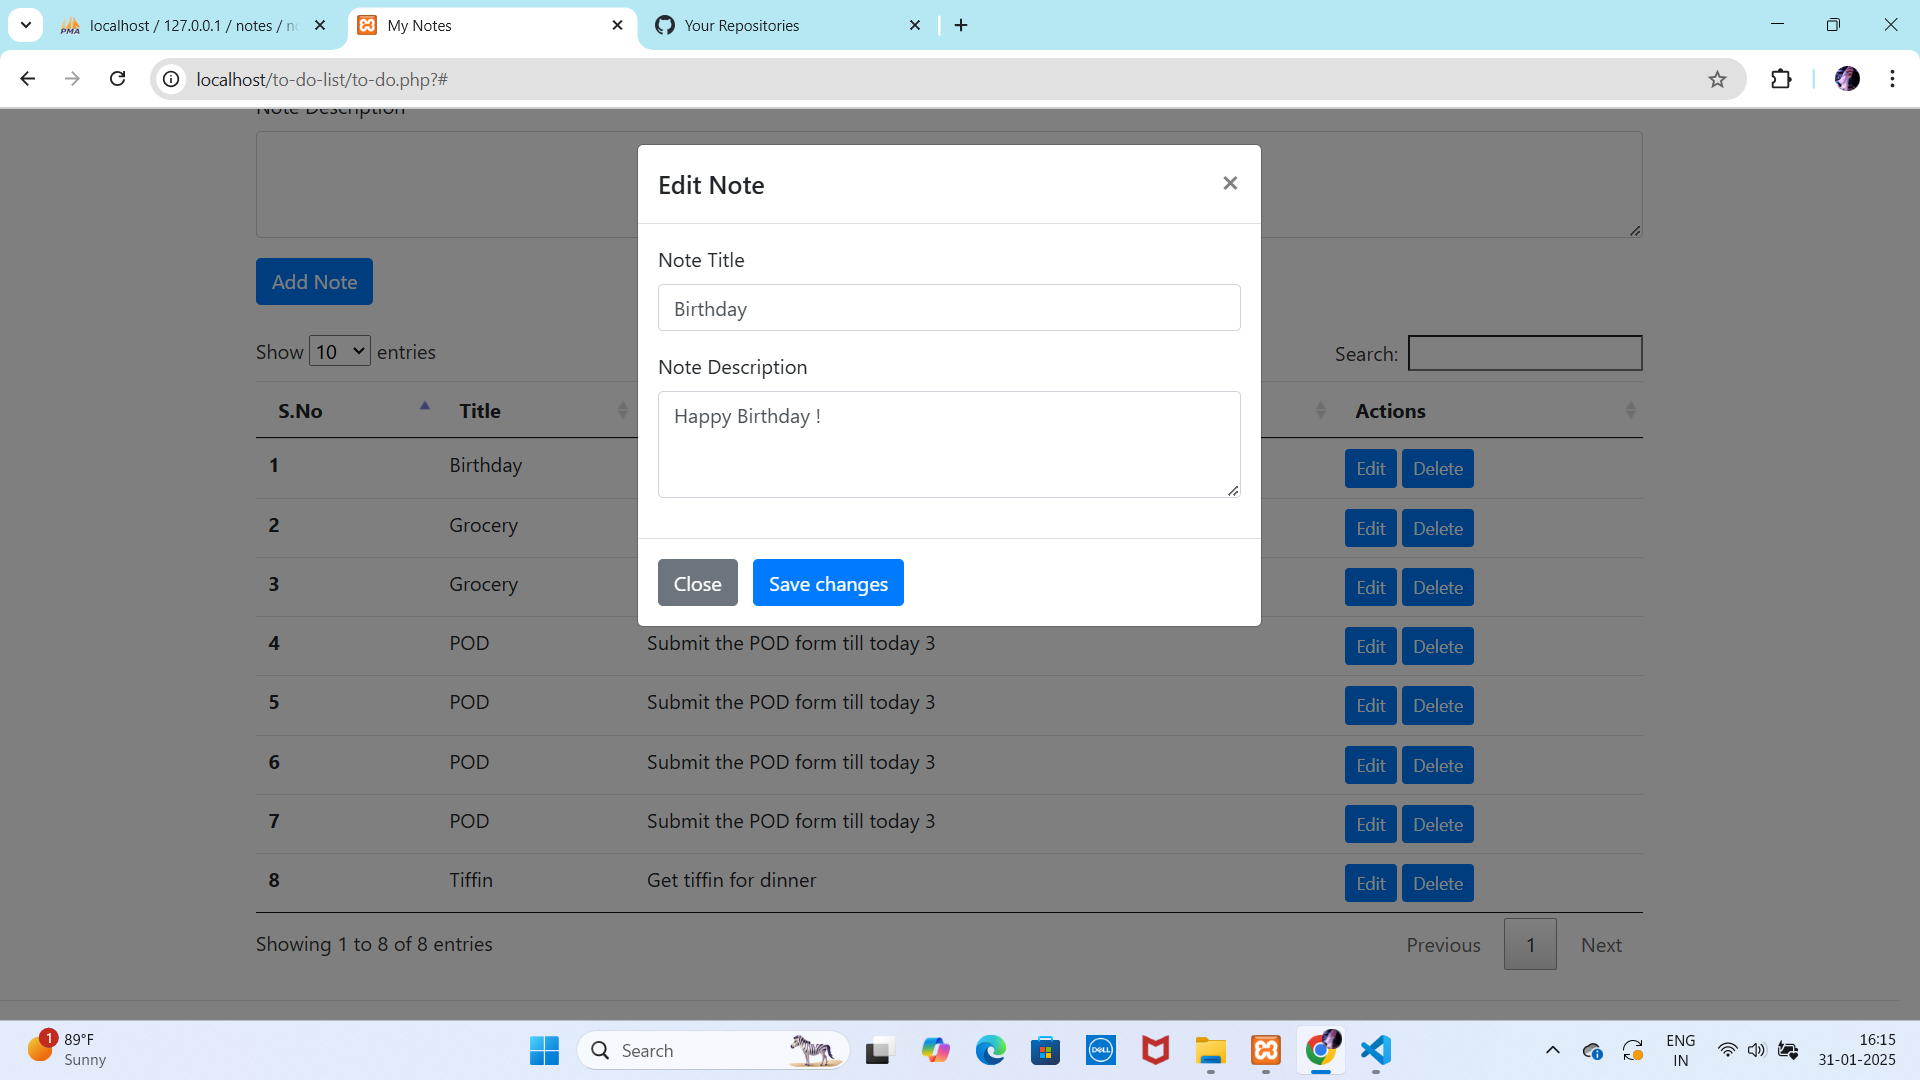 localhost / 127.0.0.1 / notes / n
My Notes
Your Repositories
localhost/to-do-list/to-do.php?#
Note Description
Edit Note
×
Note Title
Birthday
Note Description
Happy Birthday !
Close Save changes
Add Note
Show 10 entries
Search:
S.No Title Actions
1 Birthday Edit Delete
2 Grocery Edit Delete
3 Grocery Edit Delete
4 POD Submit the POD form till today 3 Edit Delete
5 POD Submit the POD form till today 3 Edit Delete
6 POD Submit the POD form till today 3 Edit Delete
7 POD Submit the POD form till today 3 Edit Delete
8 Tiffin Get tiffin for dinner Edit Delete
Showing 1 to 8 of 8 entries
Previous 1 Next
1
89°F
Sunny
Search
DELL
ENG
IN
16:15
31-01-2025